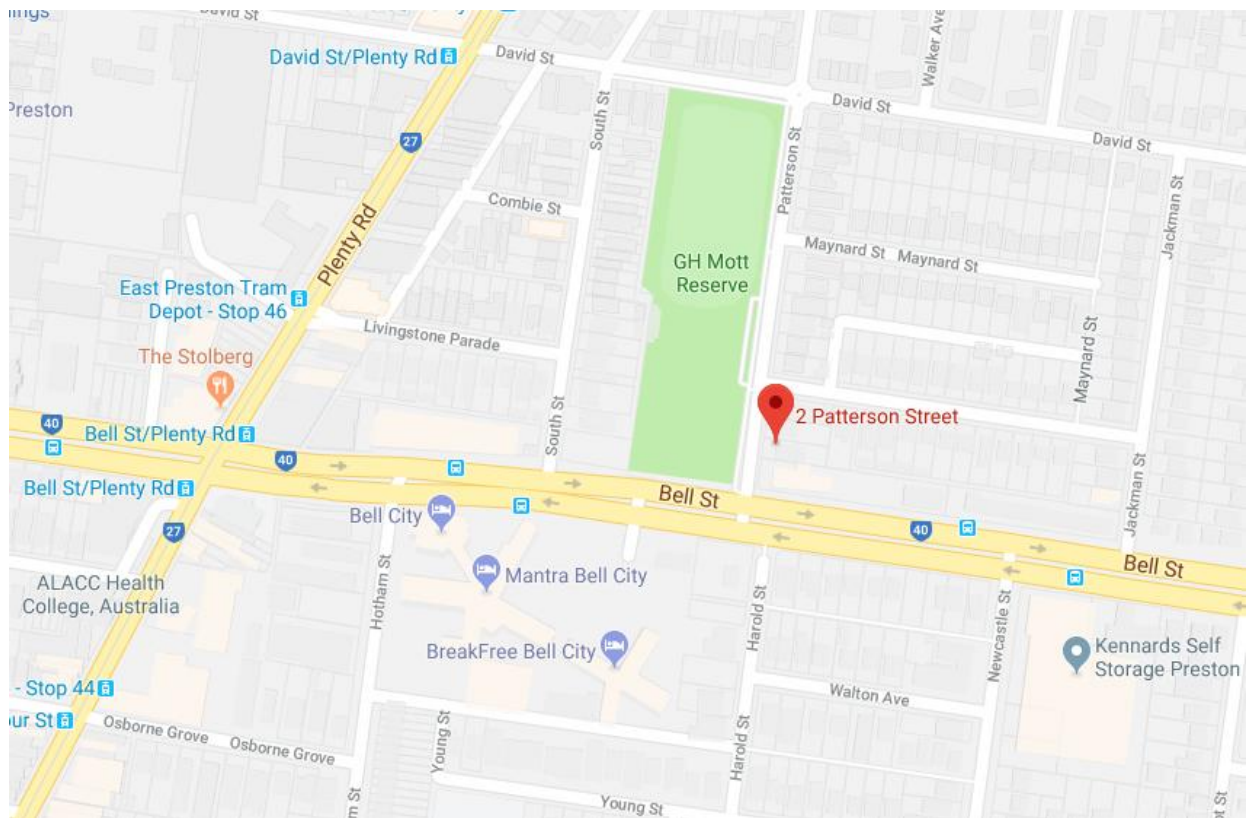 David St
David St/Plenty Rd
David St
Walker Ave
Preston
27
David St
David St
South St
Patterson St
Combie St
Jackman St
Plenty Rd
GH Mott
Reserve
Maynard St
Maynard St
East Preston Tram
Depot - Stop 46
Livingstone Parade
Maynard St
The Stolberg
2 Patterson Street
40
Bell St/Plenty Rd
South St
40
Jackman St
Bell St/Plenty Rd
Bell St
40
Bell City
27
Bell St
Mantra Bell City
ALACC Health
College, Australia
Hotham St
Harold St
Newcastle St
BreakFree Bell City
Kennards Self
Storage Preston
- Stop 44
Walton Ave
Osborne Grove
Osborne Grove
Young St
Harold St
Young St